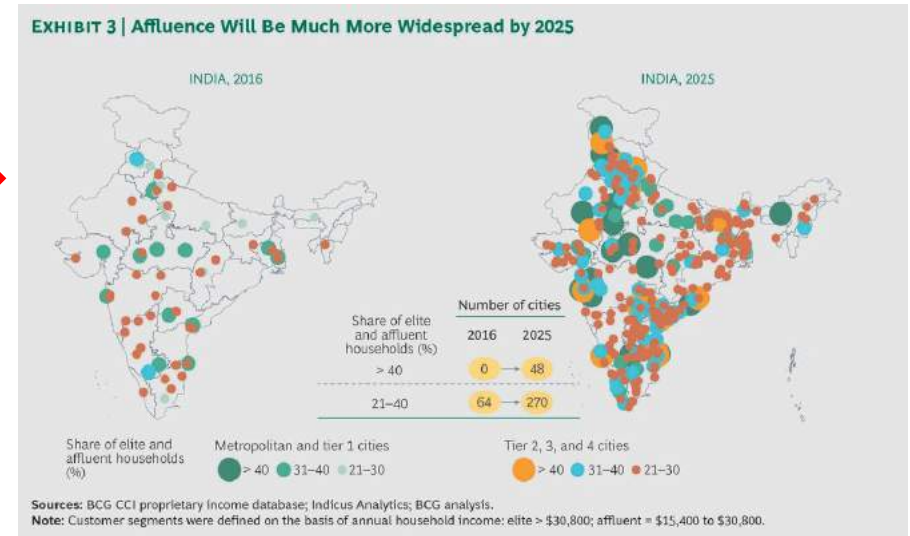 EXHIBIT 3 | Affluence Will Be Much More Widespread by 2025
INDIA, 2016
INDIA, 2025
Number of cities
Share of elite
and affluent
households (%)
2016 2025
> 40 0 → 48
21–40 64 → 270
Share of elite and
affluent households
(%)
Metropolitan and tier 1 cities
> 40 31–40 21–30
Tier 2, 3, and 4 cities
> 40 31–40 21–30
Sources: BCG CCI proprietary income database; Indicus Analytics; BCG analysis.
Note: Customer segments were defined on the basis of annual household income: elite > $30,800; affluent = $15,400 to $30,800.